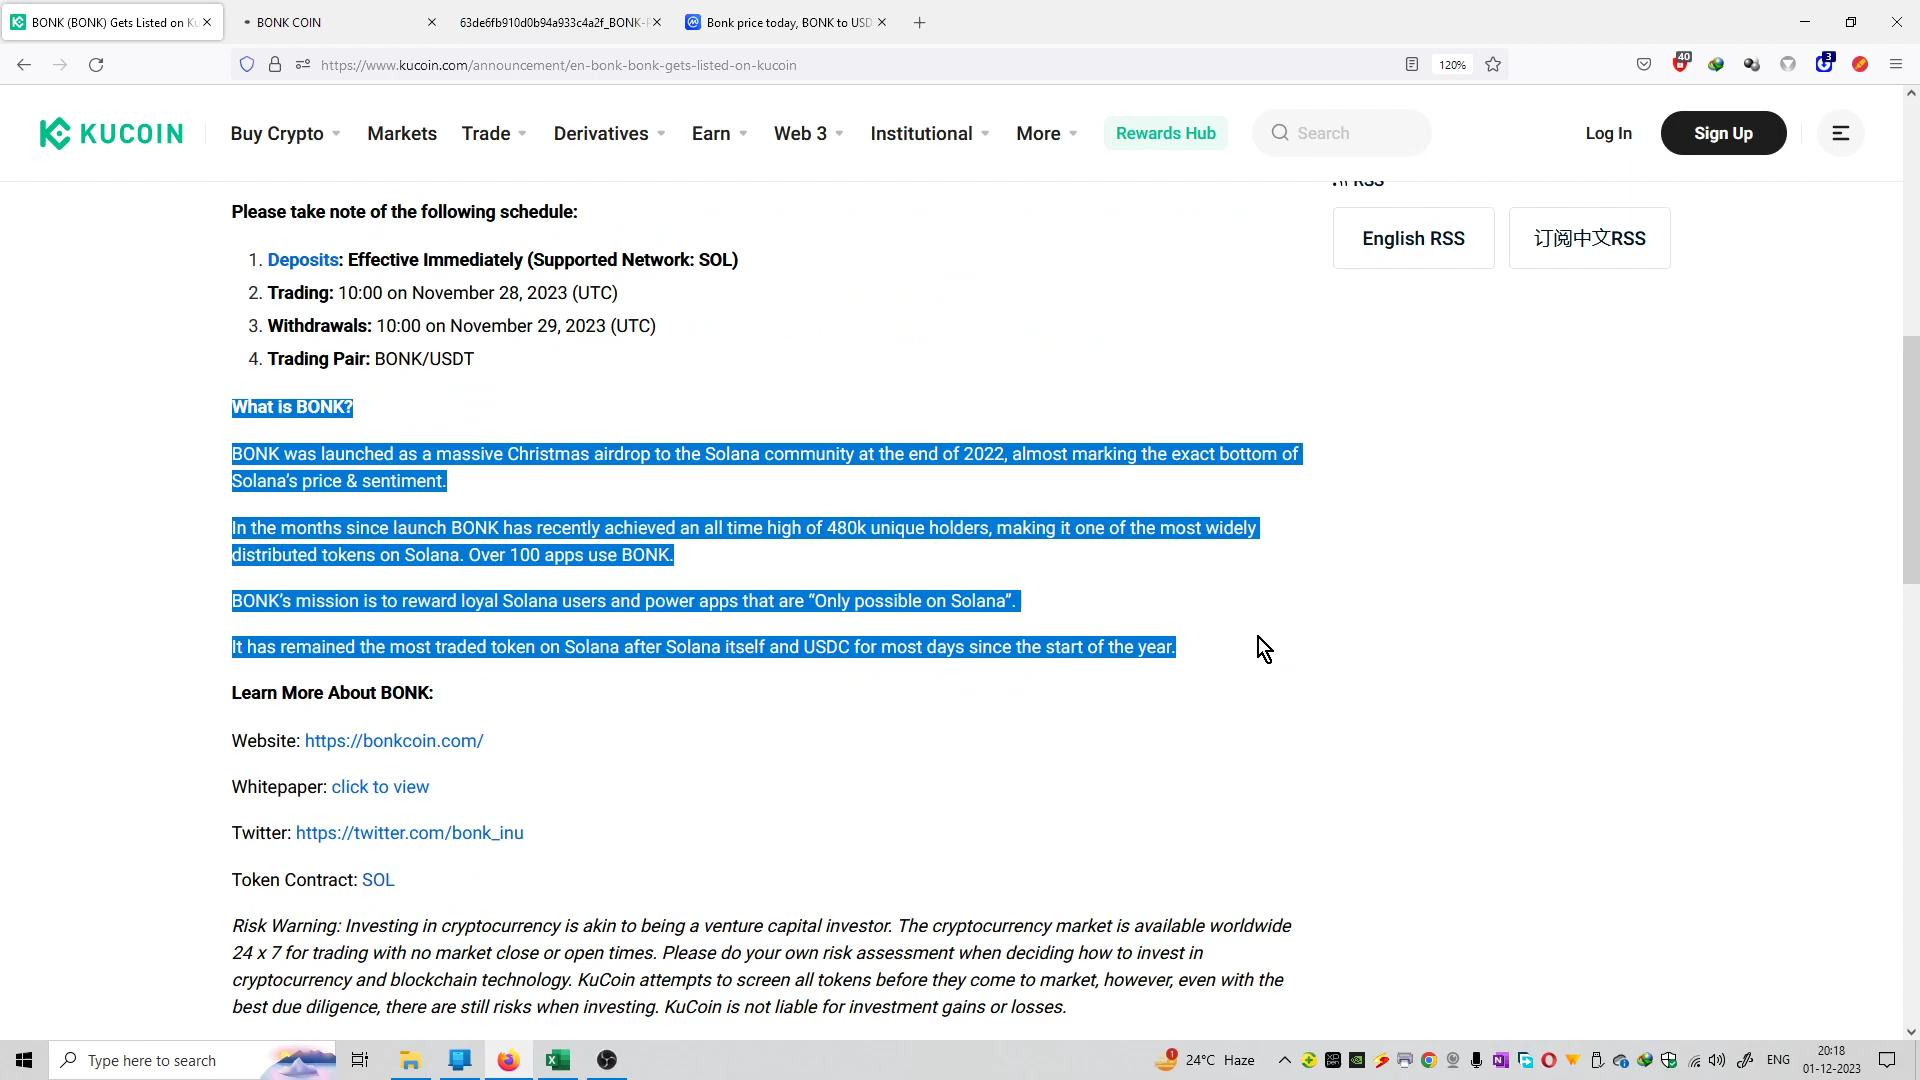 BONK (BONK) Gets Listed on Ku
BONK COIN
63de6fb910d0b94a933c4a2f_BONK-
Bonk price today, BONK to USD
https://www.kucoin.com/announcement/en-bonk-bonk-gets-listed-on-kucoin
120%
40
3
KUCOIN
Buy Crypto
Markets
Trade
Derivatives
Earn
Web 3
Institutional
More
Rewards Hub
Search
Log In
Sign Up
RSS
English RSS
订阅中文RSS
Please take note of the following schedule:
1. Deposits: Effective Immediately (Supported Network: SOL)
2. Trading: 10:00 on November 28, 2023 (UTC)
3. Withdrawals: 10:00 on November 29, 2023 (UTC)
4. Trading Pair: BONK/USDT
What is BONK?
BONK was launched as a massive Christmas airdrop to the Solana community at the end of 2022, almost marking the exact bottom of
Solana’s price & sentiment.
In the months since launch BONK has recently achieved an all time high of 480k unique holders, making it one of the most widely
distributed tokens on Solana. Over 100 apps use BONK.
BONK’s mission is to reward loyal Solana users and power apps that are “Only possible on Solana”.
It has remained the most traded token on Solana after Solana itself and USDC for most days since the start of the year.
Learn More About BONK:
Website: https://bonkcoin.com/
Whitepaper: click to view
Twitter: https://twitter.com/bonk_inu
Token Contract: SOL
Risk Warning: Investing in cryptocurrency is akin to being a venture capital investor. The cryptocurrency market is available worldwide
24 x 7 for trading with no market close or open times. Please do your own risk assessment when deciding how to invest in
cryptocurrency and blockchain technology. KuCoin attempts to screen all tokens before they come to market, however, even with the
best due diligence, there are still risks when investing. KuCoin is not liable for investment gains or losses.
Type here to search
1
24°C Haze
ENG
20:18
01-12-2023